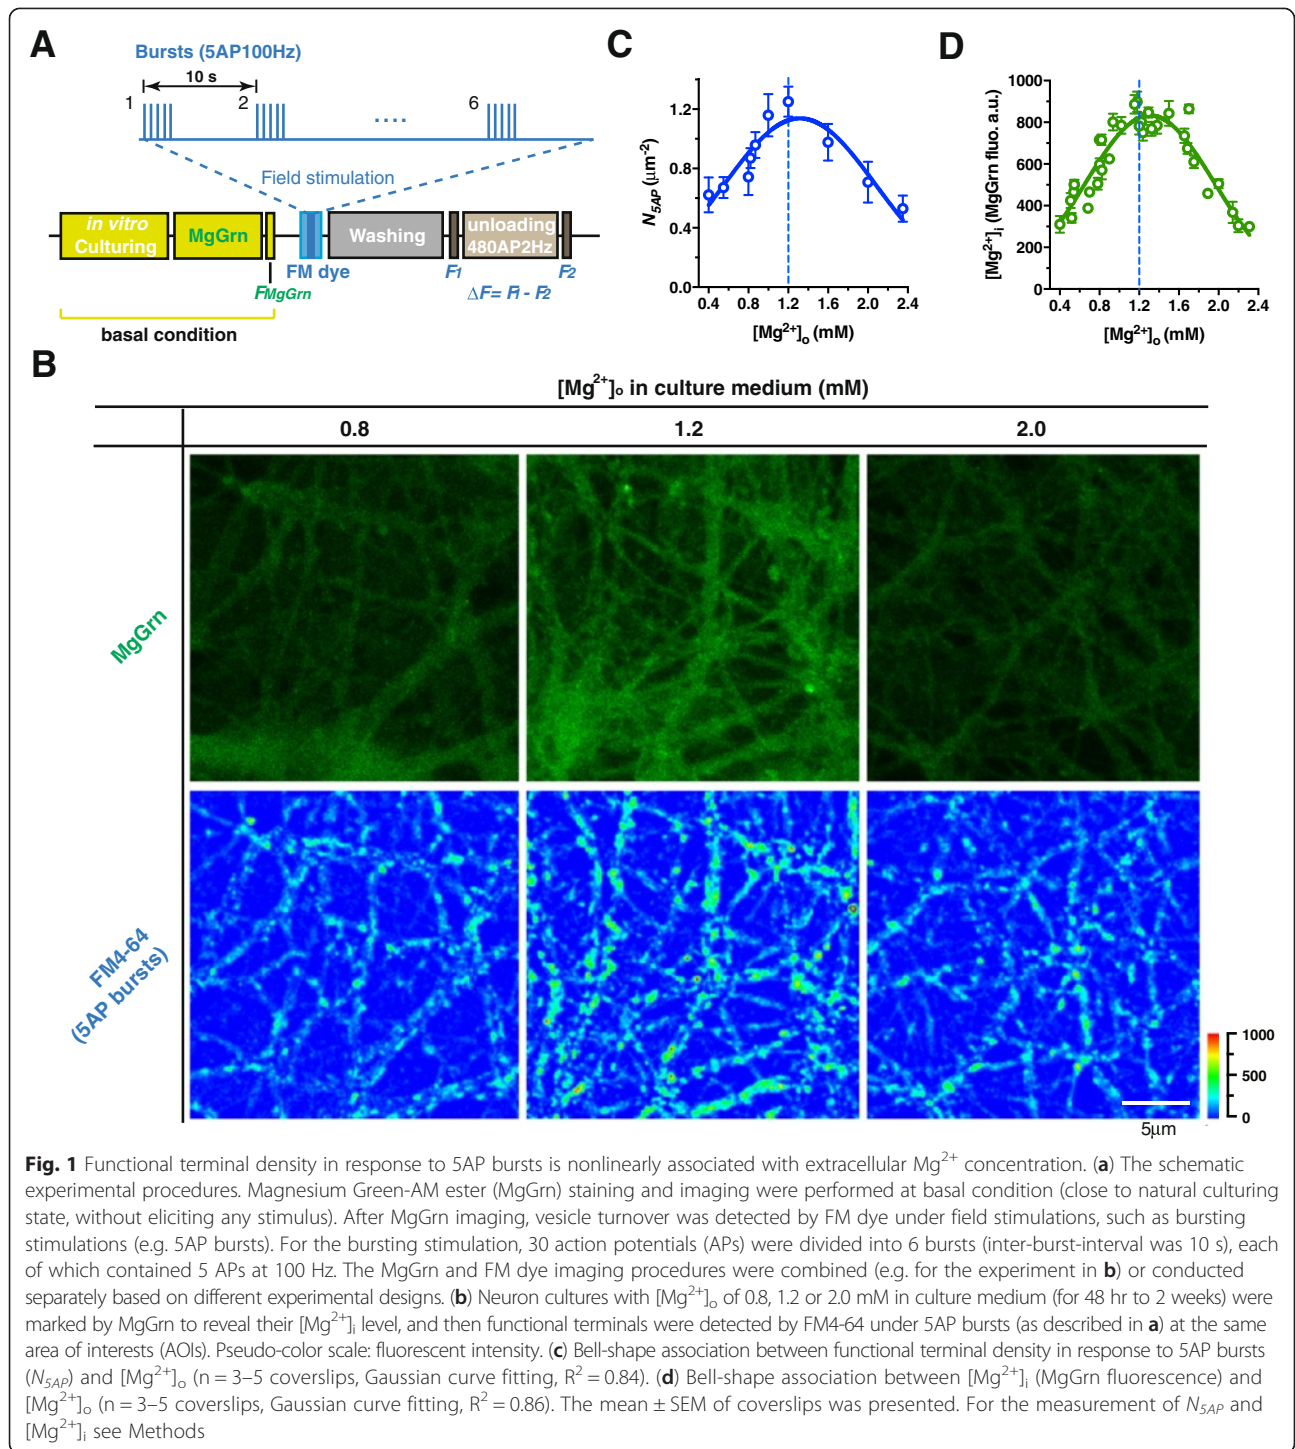 A
Bursts (5AP100Hz)
10 s
1
2
6
....
Field stimulation
in vitro
Culturing
MgGrn
Washing
unloading
480AP2Hz
FM dye
F1
F2
FMgGrn
ΔF= F1 - F2
basal condition
C
N5AP (μm-2)
1.2
0.8
0.4
0.0
0.4 0.8 1.2 1.6 2.0 2.4
[Mg2+]o (mM)
D
[Mg2+]i (MgGrn fluo. a.u.)
1000
800
600
400
200
0
0.4 0.8 1.2 1.6 2.0 2.4
[Mg2+]o (mM)
B
[Mg2+]o in culture medium (mM)
0.8 1.2 2.0
MgGrn
FM4-64
(5AP bursts)
1000
500
0
5μm
Fig. 1 Functional terminal density in response to 5AP bursts is nonlinearly associated with extracellular Mg2+ concentration. (a) The schematic
experimental procedures. Magnesium Green-AM ester (MgGrn) staining and imaging were performed at basal condition (close to natural culturing
state, without eliciting any stimulus). After MgGrn imaging, vesicle turnover was detected by FM dye under field stimulations, such as bursting
stimulations (e.g. 5AP bursts). For the bursting stimulation, 30 action potentials (APs) were divided into 6 bursts (inter-burst-interval was 10 s), each
of which contained 5 APs at 100 Hz. The MgGrn and FM dye imaging procedures were combined (e.g. for the experiment in b) or conducted
separately based on different experimental designs. (b) Neuron cultures with [Mg2+]o of 0.8, 1.2 or 2.0 mM in culture medium (for 48 hr to 2 weeks) were
marked by MgGrn to reveal their [Mg2+]i level, and then functional terminals were detected by FM4-64 under 5AP bursts (as described in a) at the same
area of interests (AOIs). Pseudo-color scale: fluorescent intensity. (c) Bell-shape association between functional terminal density in response to 5AP bursts
(N5AP) and [Mg2+]o (n = 3–5 coverslips, Gaussian curve fitting, R2 = 0.84). (d) Bell-shape association between [Mg2+]i (MgGrn fluorescence) and
[Mg2+]o (n = 3–5 coverslips, Gaussian curve fitting, R2 = 0.86). The mean ± SEM of coverslips was presented. For the measurement of N5AP and
[Mg2+]i see Methods